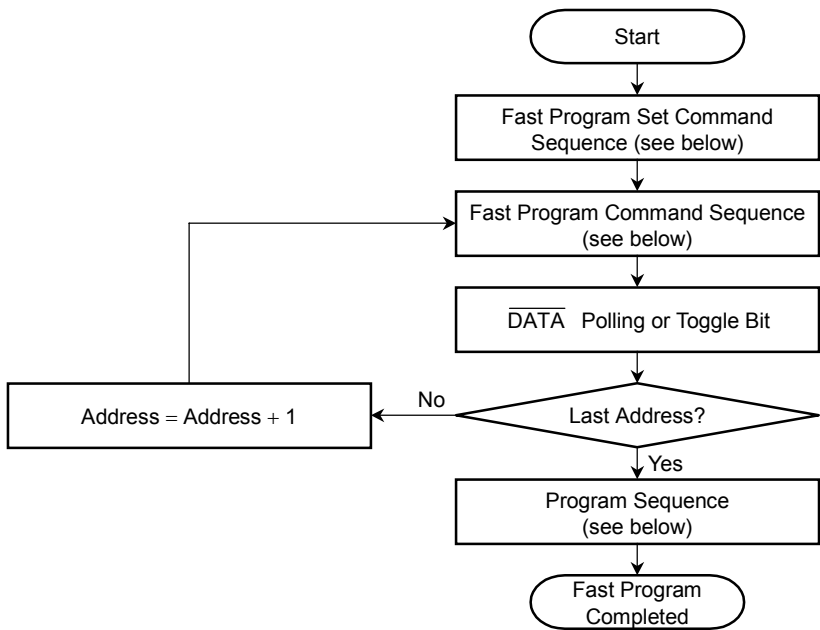 Start
Fast Program Set Command
Sequence (see below)
Fast Program Command Sequence
(see below)
DATA Polling or Toggle Bit
Address = Address + 1
No
Last Address?
Yes
Program Sequence
(see below)
Fast Program
Completed